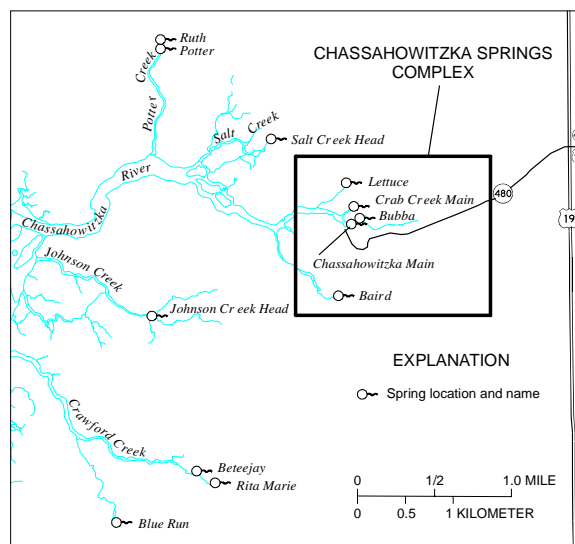 Ruth
Potter
Potter Creek
Salt Creek
Salt Creek Head
CHASSAHOWITZKA SPRINGS
COMPLEX
Lettuce
Crab Creek Main
Bubba
Chassahowitzka Main
Baird
480
19
Chassahowitzka River
Johnson Creek
Johnson Creek Head
Crawford Creek
Beteejay
Rita Marie
Blue Run
EXPLANATION
Spring location and name
0 1/2 1.0 MILE
0 0.5 1 KILOMETER